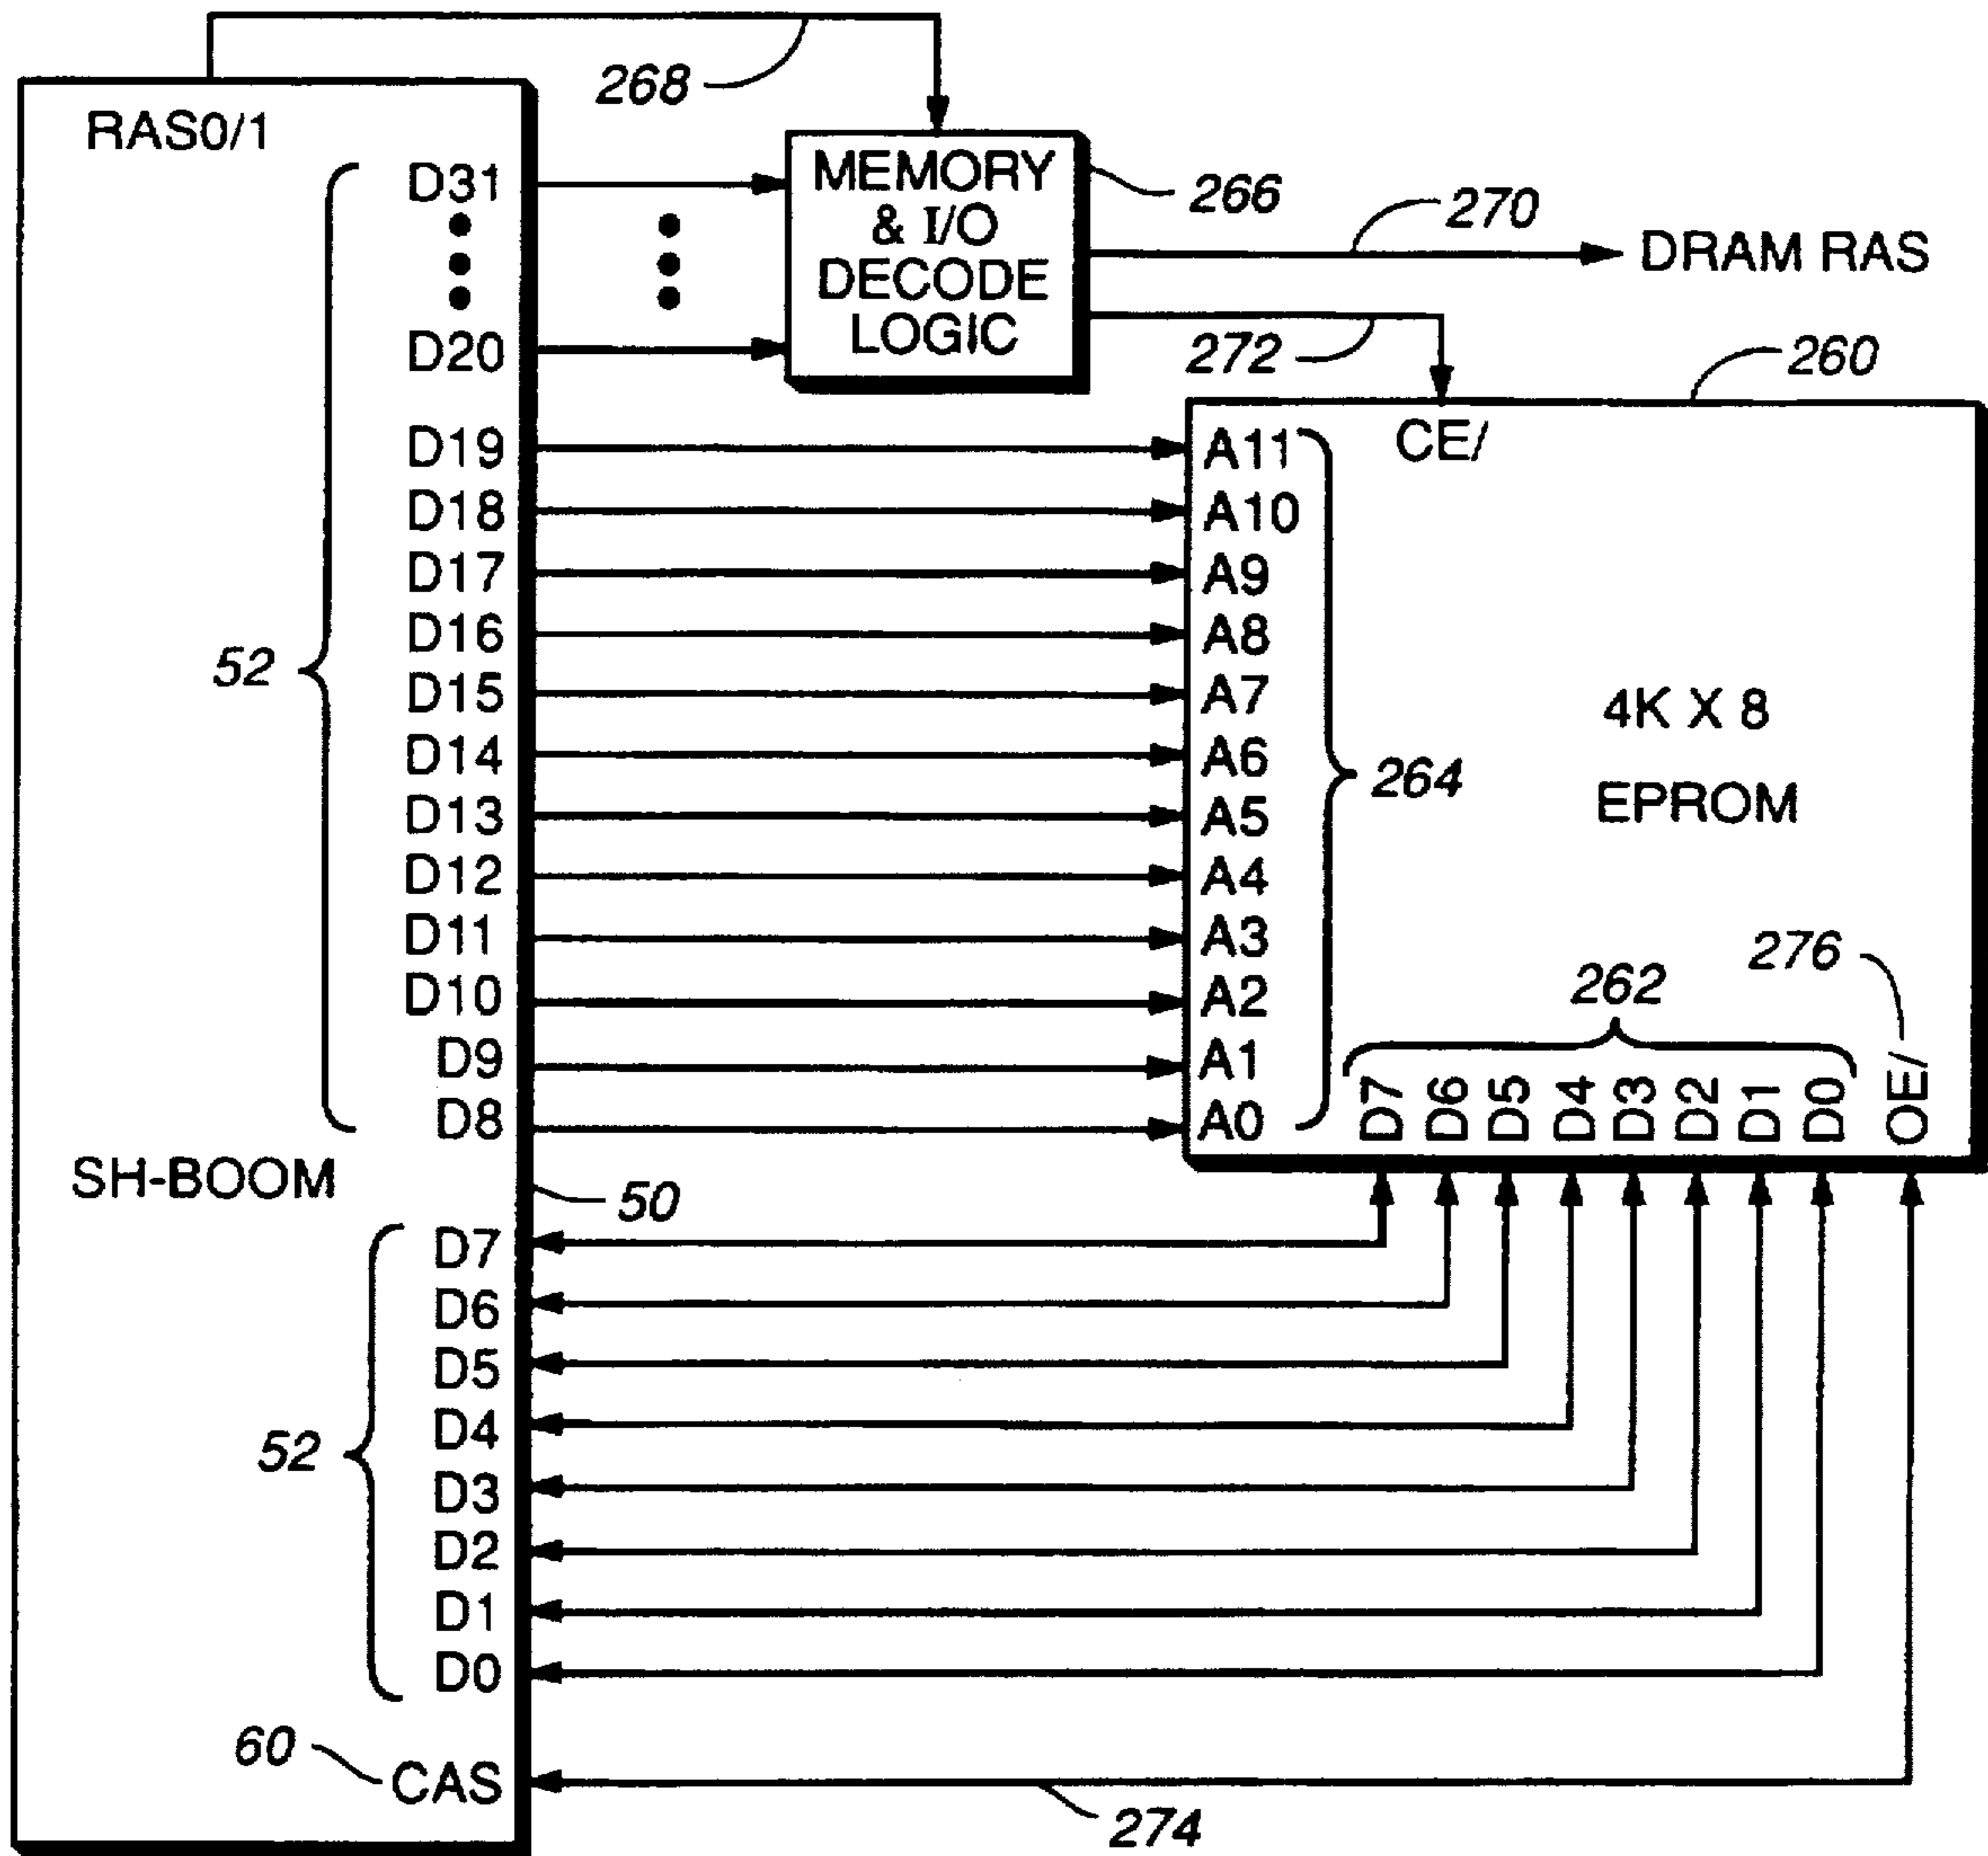 268
RAS0/1
D31
D20
MEMORY
& I/O
DECODE
LOGIC
266
270
DRAM RAS
272
260
D19
D18
D17
D16
D15
D14
D13
D12
D11
D10
D9
D8
52
A11
A10
A9
A8
A7
A6
A5
A4
A3
A2
A1
A0
264
CE/
4K X 8
EPROM
276
262
D7
D6
D5
D4
D3
D2
D1
D0
OE/
SH-BOOM
50
D7
D6
D5
D4
D3
D2
D1
D0
52
60
CAS
274